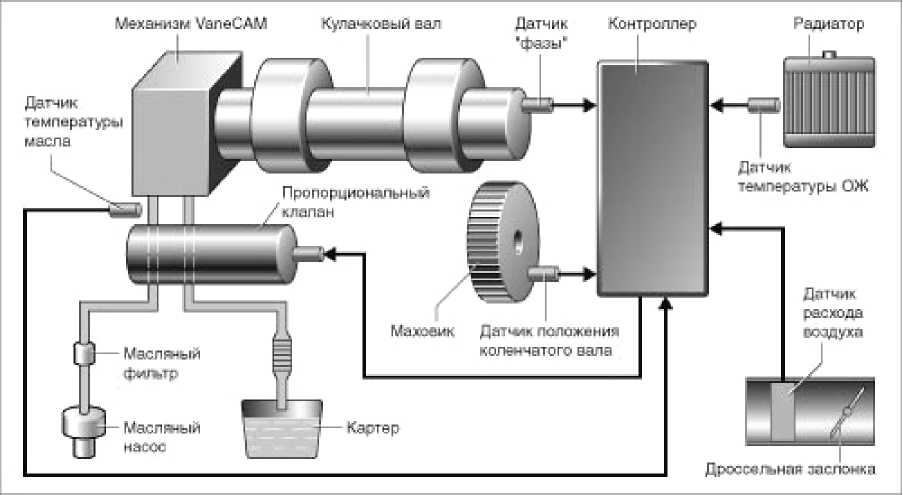 Механизм VaneCAM
Кулачковый вал
Датчик
"фазы"
Контроллер
Радиатор
Датчик
температуры
масла
Датчик
температуры ОЖ
Пропорциональный
клапан
Маховик
Датчик положения
коленчатого вала
Датчик
расхода
воздуха
Масляный
фильтр
Масляный
насос
Картер
Дроссельная заслонка